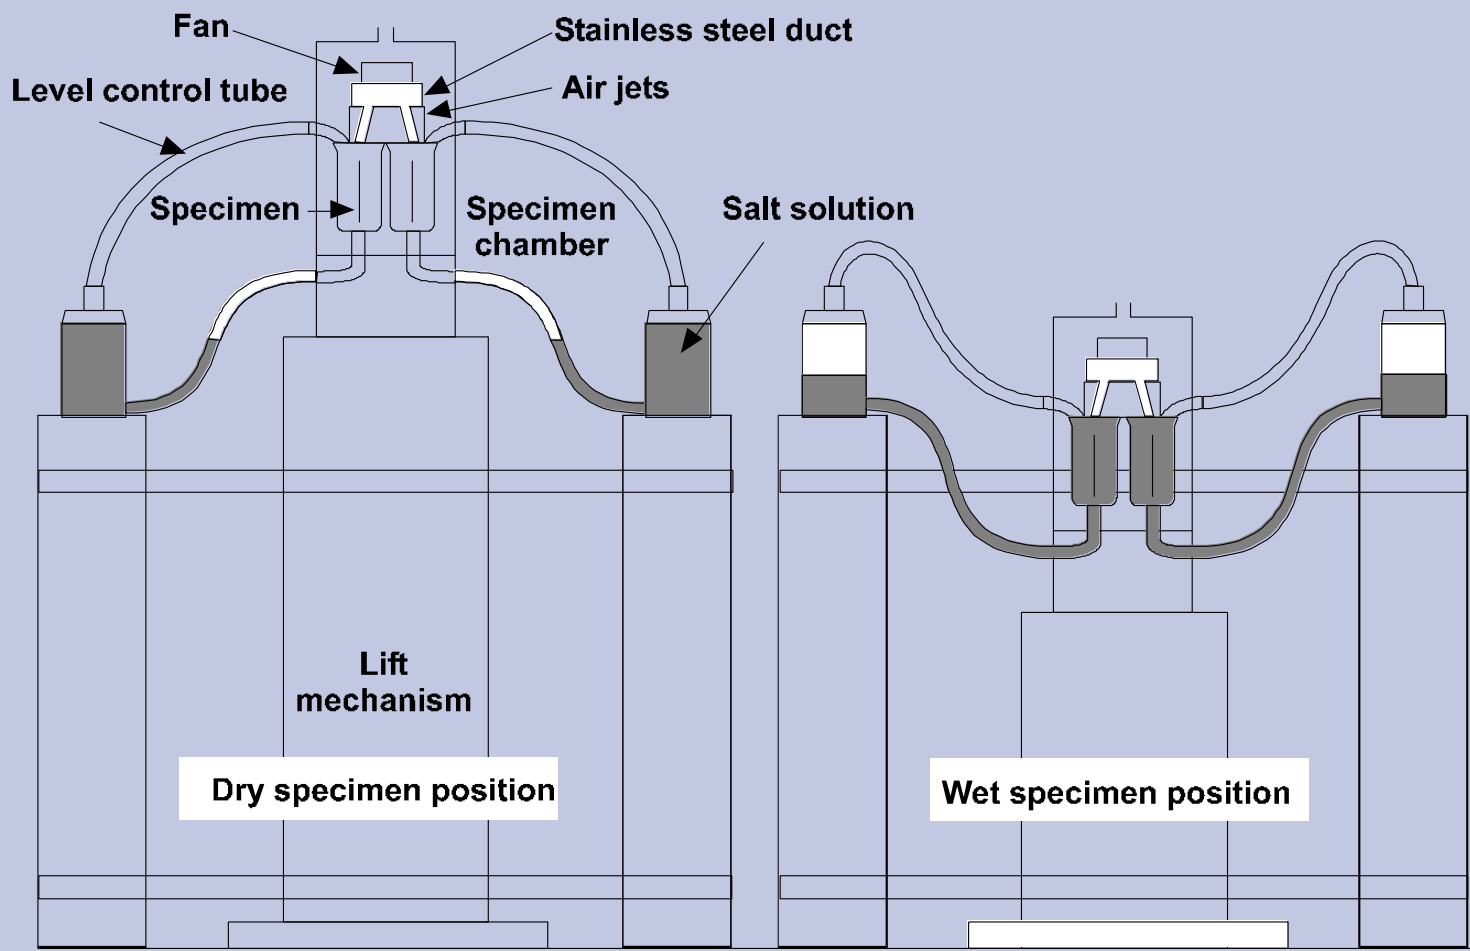 Fan
Stainless steel duct
Level control tube
Air jets
Specimen
Specimen
chamber
Salt solution
Lift
mechanism
Dry specimen position
Wet specimen position